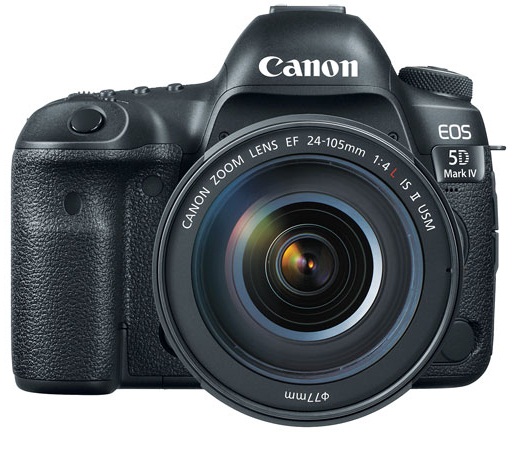 Canon
EOS
5D
Mark IV
CANON ZOOM LENS EF 24-105mm 1:4 L IS II USM
φ77mm